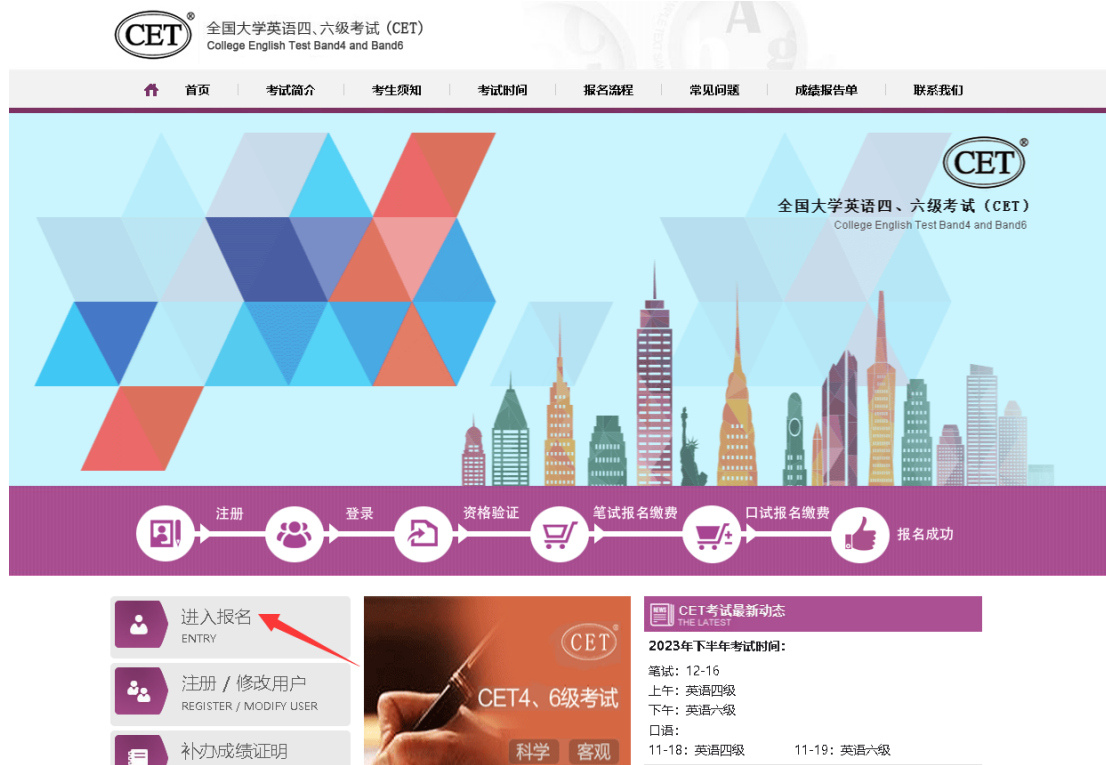 CET®
全国大学英语四、六级考试（CET）
College English Test Band4 and Band6
首页 考试简介 考生须知 考试时间 报名流程 常见问题 成绩报告单 联系我们
CET®
全国大学英语四、六级考试（CET）
College English Test Band4 and Band6
注册 登录 资格验证 笔试报名缴费 口试报名缴费 报名成功
进入报名
ENTRY
注册 / 修改用户
REGISTER / MODIFY USER
补办成绩证明
CET®
CET4、6级考试
科学 客观
NEWS
CET考试最新动态
THE LATEST
2023年下半年考试时间：
笔试：12-16
上午：英语四级
下午：英语六级
口语：
11-18：英语四级 11-19：英语六级